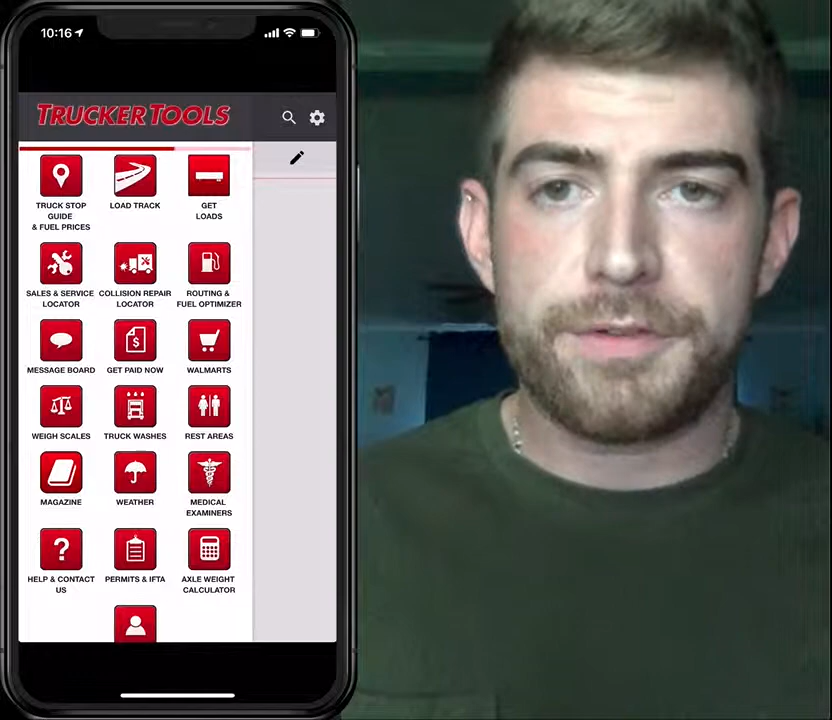 10:16
TRUCKER TOOLS
TRUCK STOP
GUIDE
& FUEL PRICES
LOAD TRACK
GET
LOADS
SALES & SERVICE
LOCATOR
COLLISION REPAIR
LOCATOR
ROUTING &
FUEL OPTIMIZER
MESSAGE BOARD
GET PAID NOW
WALMARTS
WEIGH SCALES
TRUCK WASHES
REST AREAS
MAGAZINE
WEATHER
MEDICAL
EXAMINERS
HELP & CONTACT
US
PERMITS & IFTA
AXLE WEIGHT
CALCULATOR